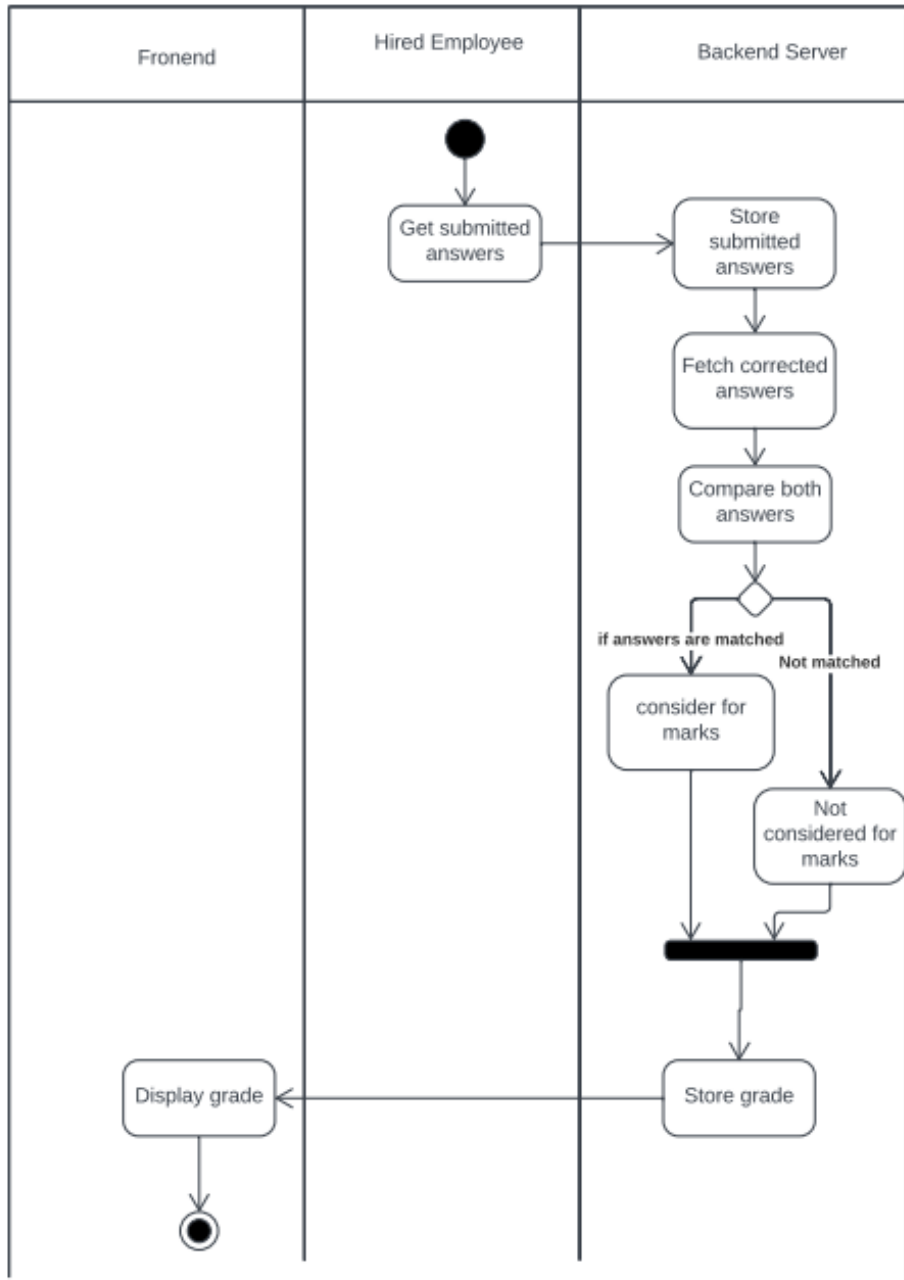 Fronend
Hired Employee
Backend Server
Get submitted
answers
Store
submitted
answers
Fetch corrected
answers
Compare both
answers
if answers are matched
Not matched
consider for
marks
Not
considered for
marks
Display grade
Store grade